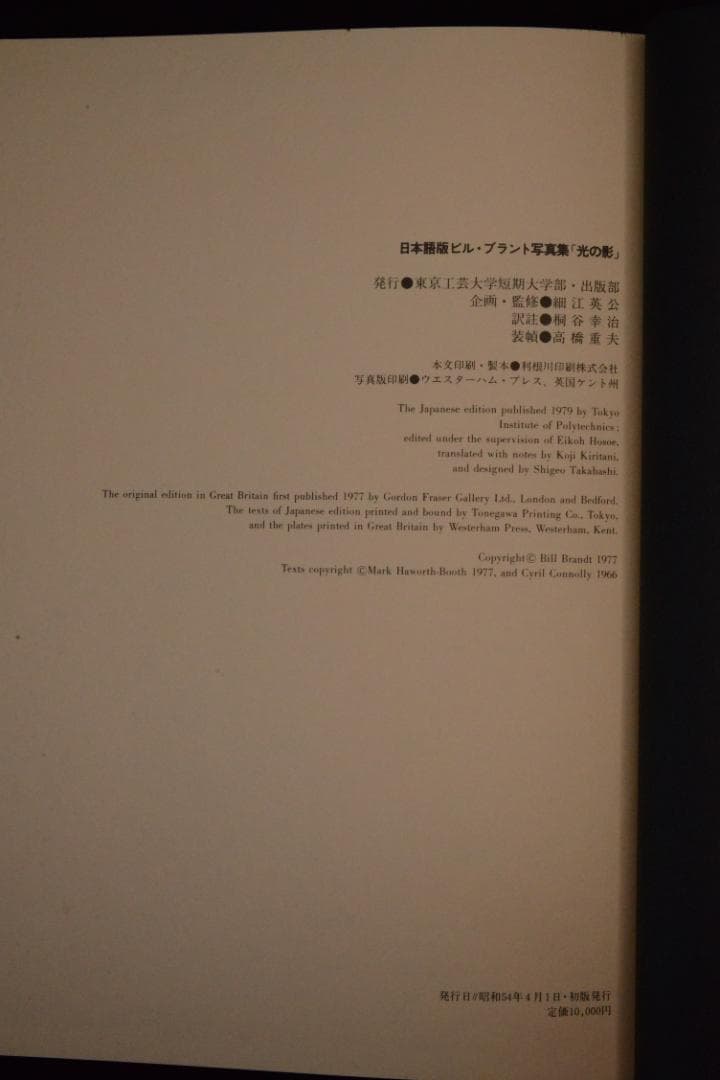 日本語版ビル・ブラント写真集「光の影」
発行●東京工芸大学短期大学部・出版部
企画・監修●細江英公
訳註●桐谷幸治
装幀●高橋重夫
本文印刷・製本●利根川印刷株式会社
写真版印刷●ウエスターハム・プレス、英国ケント州
The Japanese edition published 1979 by Tokyo
Institute of Polytechnics;
edited under the supervision of Eikoh Hosoe,
translated with notes by Koji Kiritani,
and designed by Shigeo Takahashi.
The original edition in Great Britain first published 1977 by Gordon Fraser Gallery Ltd., London and Bedford.
The texts of Japanese edition printed and bound by Tonegawa Printing Co., Tokyo,
and the plates printed in Great Britain by Westerham Press, Westerham, Kent.
Copyright© Bill Brandt 1977
Texts copyright ©Mark Haworth-Booth 1977, and Cyril Connolly 1966
発行日//昭和54年4月1日・初版発行
定価10,000円